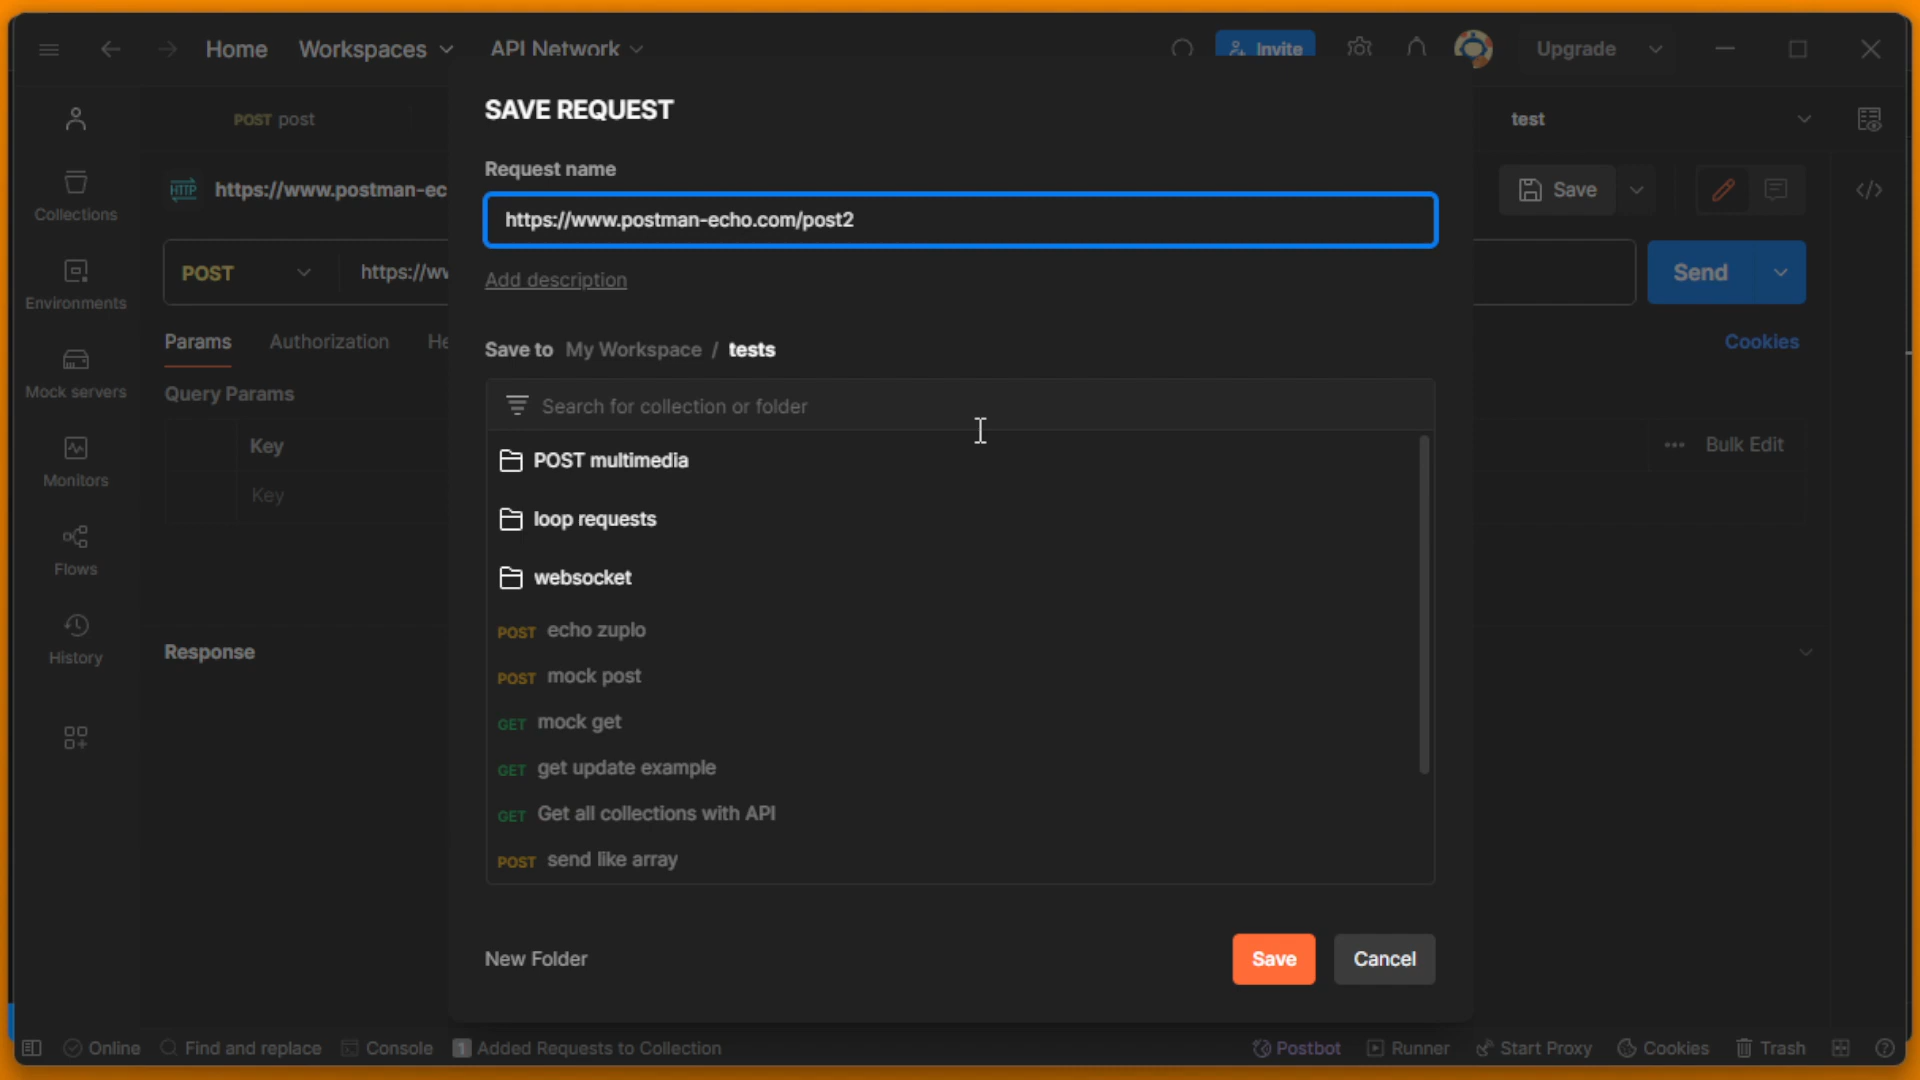 Home Workspaces API Network Invite Upgrade
POST post test
HTTP https://www.postman-ec Save
POST https://ww Send
Params Authorization He Cookies
Query Params
Key Bulk Edit
Key
Response
Collections
Environments
Mock servers
Monitors
Flows
History
SAVE REQUEST
Request name
https://www.postman-echo.com/post2
Add description
Save to My Workspace / tests
Search for collection or folder
POST multimedia
loop requests
websocket
POST echo zuplo
POST mock post
GET mock get
GET get update example
GET Get all collections with API
POST send like array
New Folder Save Cancel
Online Find and replace Console 1 Added Requests to Collection Postbot Runner Start Proxy Cookies Trash